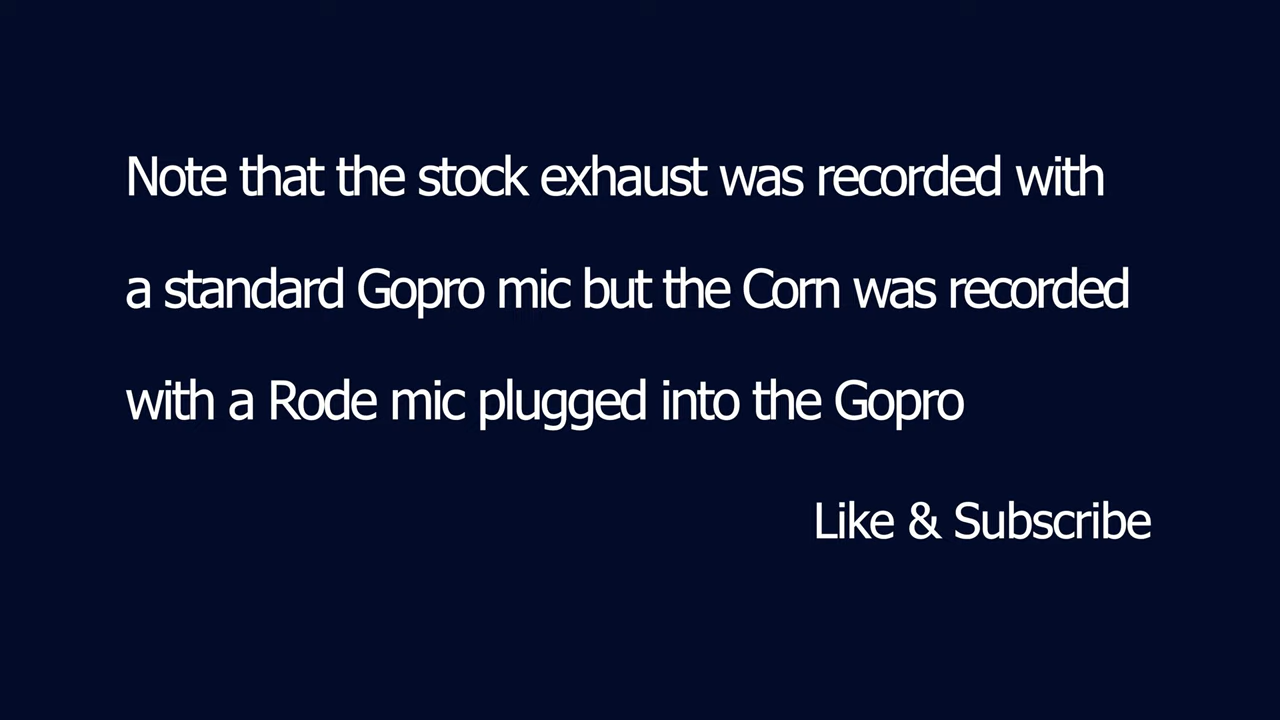 Note that the stock exhaust was recorded with
a standard Gopro mic but the Corn was recorded
with a Rode mic plugged into the Gopro
Like & Subscribe